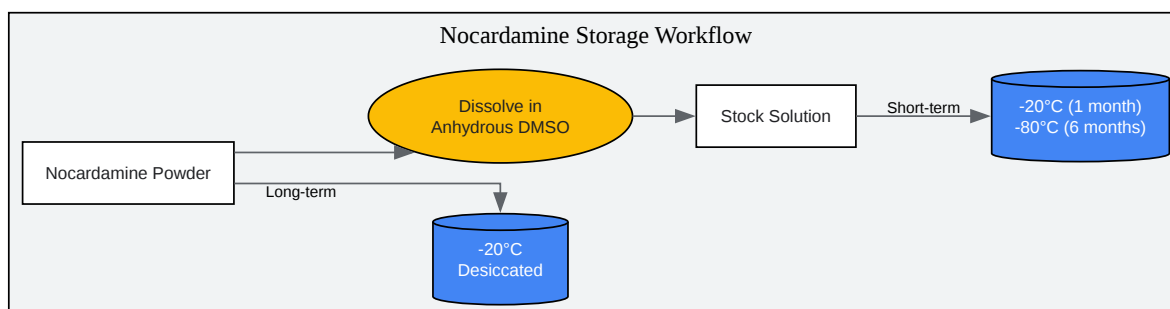 Nocardamine Storage Workflow
Dissolve in
Anhydrous DMSO
Stock Solution
Short-term
-20°C (1 month)
-80°C (6 months)
Nocardamine Powder
Long-term
-20°C
Desiccated